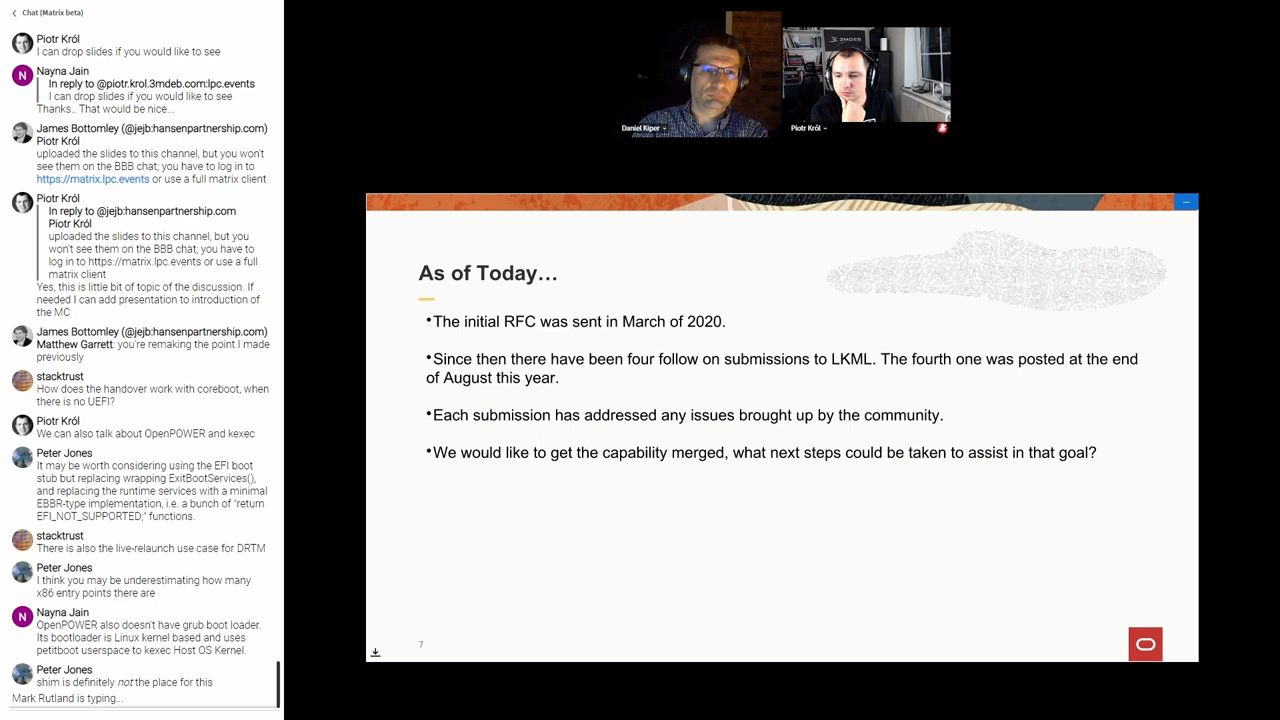 Chat (Matrix beta)
Piotr Król
I can drop slides if you would like to see
Nayna Jain
In reply to @piotr.krol.3mdeb.com:lpc.events
I can drop slides if you would like to see
Thanks.. That would be nice...
James Bottomley (@jejb:hansenpartnership.com)
Piotr Król
uploaded the slides to this channel, but you won't
see them on the BBB chat; you have to log in to
https://matrix.lpc.events or use a full matrix client
Piotr Król
In reply to @jejb:hansenpartnership.com
Piotr Król
uploaded the slides to this channel, but you
won't see them on the BBB chat; you have to
log in to https://matrix.lpc.events or use a full
matrix client
Yes, this is little bit of topic of the discussion. If
needed I can add presentation to introduction of
the MC
James Bottomley (@jejb:hansenpartnership.com)
Matthew Garrett: you're remaking the point I made
previously
stacktrust
How does the handover work with coreboot, when
there is no UEFI?
Piotr Król
We can also talk about OpenPOWER and kexec
Peter Jones
It may be worth considering using the EFI boot
stub but replacing wrapping ExitBootServices(),
and replacing the runtime services with a minimal
EBBR-type implementation, i.e. a bunch of "return
EFI_NOT_SUPPORTED;" functions.
stacktrust
There is also the live-relaunch use case for DRTM
Peter Jones
I think you may be underestimating how many
x86 entry points there are
N
Nayna Jain
OpenPOWER also doesn't have grub boot loader.
Its bootloader is Linux kernel based and uses
petitboot userspace to kexec Host OS Kernel.
Peter Jones
shim is definitely not the place for this
Mark Rutland is typing...
Daniel Kiper
3MDEB
Piotr Król
As of Today…
•The initial RFC was sent in March of 2020.
•Since then there have been four follow on submissions to LKML. The fourth one was posted at the end
of August this year.
•Each submission has addressed any issues brought up by the community.
•We would like to get the capability merged, what next steps could be taken to assist in that goal?
7